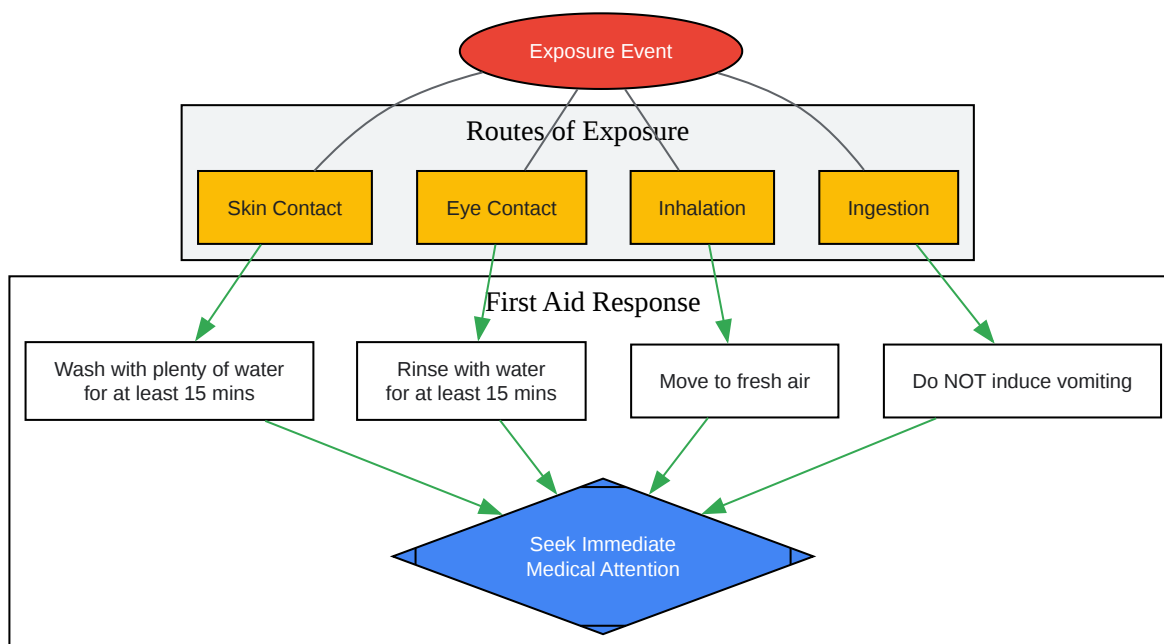 Exposure Event
Routes of Exposure
Skin Contact
Eye Contact
Inhalation
Ingestion
First Aid Response
Wash with plenty of water
for at least 15 mins
Rinse with water
for at least 15 mins
Move to fresh air
Do NOT induce vomiting
Seek Immediate
Medical Attention